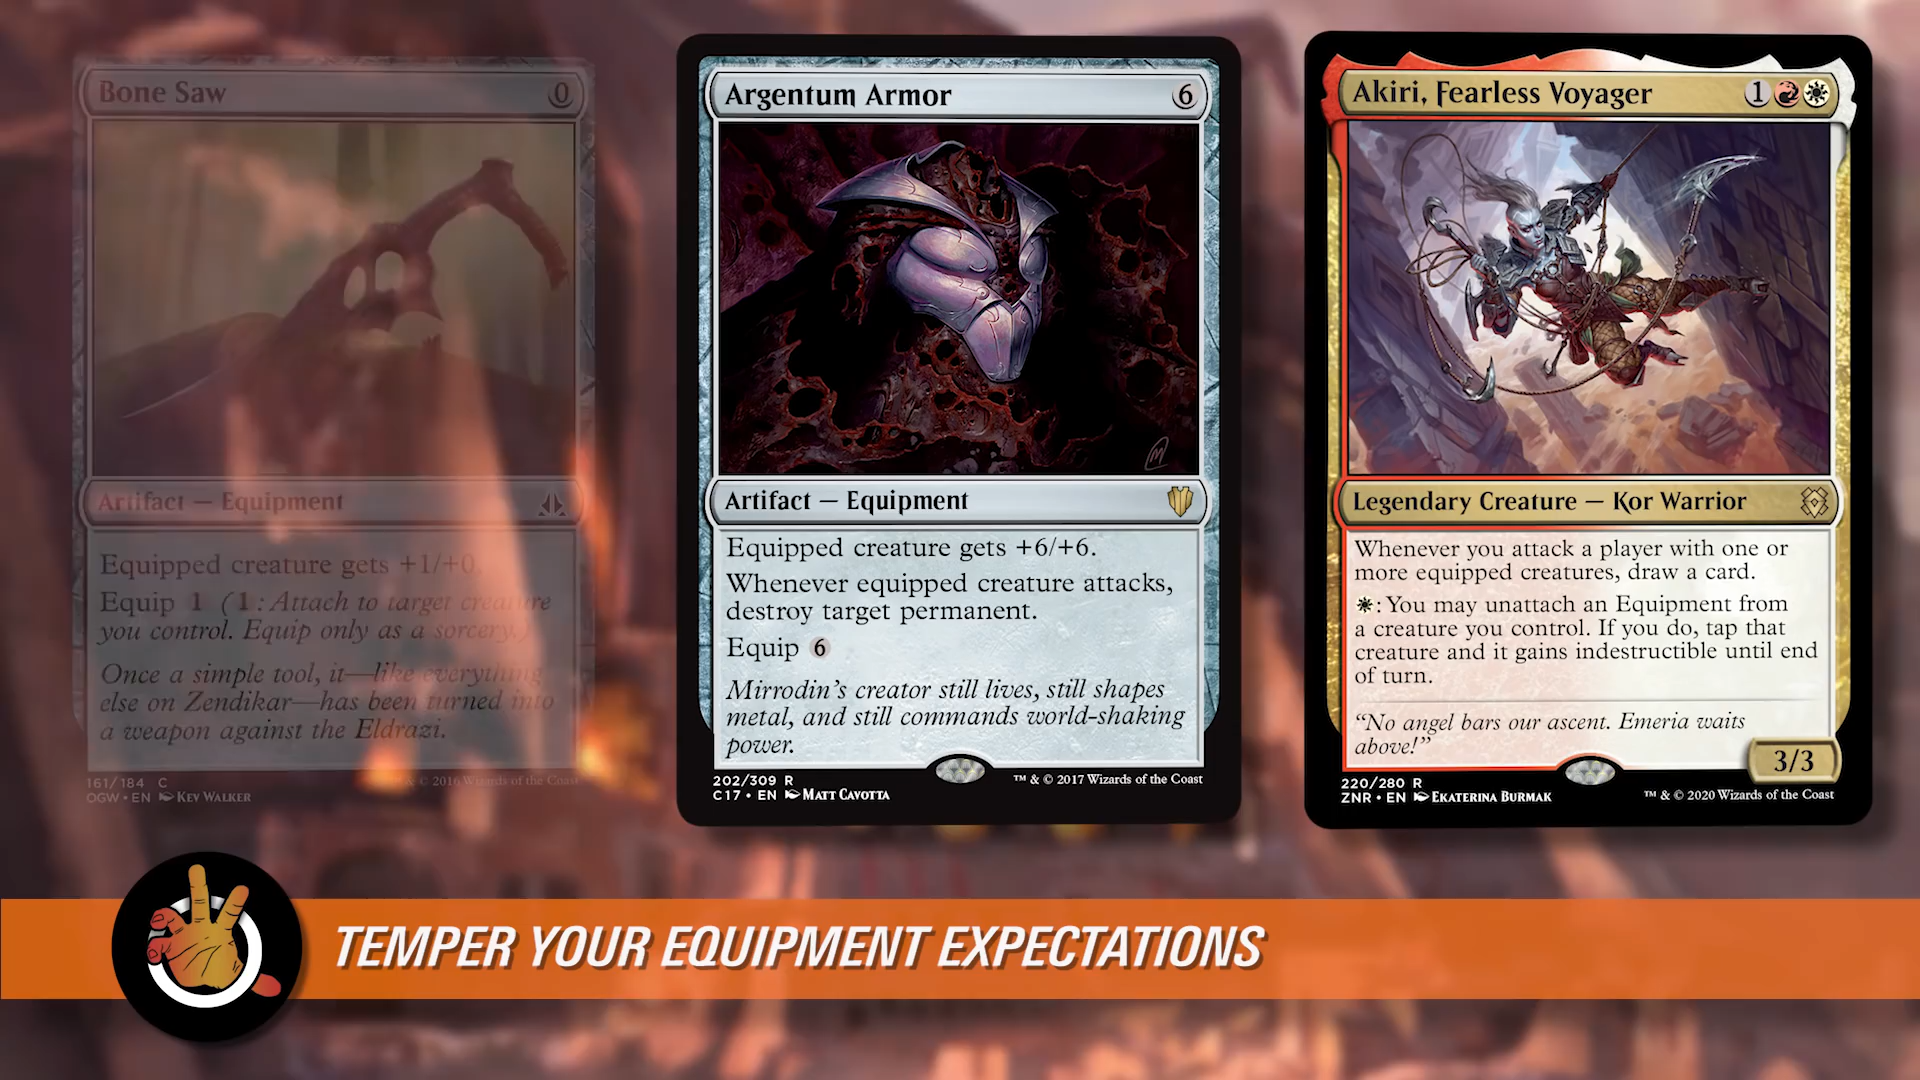 Bone Saw
0
Artifact — Equipment
Equipped creature gets +1/+0.
Equip 1 (1: Attach to target creature
you control. Equip only as a sorcery.)
Once a simple tool, it—like everything
else on Zendikar—has been turned into
a weapon against the Eldrazi.
161/184 C
OGW • EN Kev Walker
™ & © 2016 Wizards of the Coast
Argentum Armor
6
Artifact — Equipment
Equipped creature gets +6/+6.
Whenever equipped creature attacks,
destroy target permanent.
Equip 6
Mirrodin's creator still lives, still shapes
metal, and still commands world-shaking
power.
202/309 R
C17 • EN Matt Cavotta
™ & © 2017 Wizards of the Coast
Akiri, Fearless Voyager
1
Legendary Creature — Kor Warrior
Whenever you attack a player with one or
more equipped creatures, draw a card.
: You may unattach an Equipment from
a creature you control. If you do, tap that
creature and it gains indestructible until end
of turn.
“No angel bars our ascent. Emeria waits
above!”
3/3
220/280 R
ZNR • EN Ekaterina Burmak
™ & © 2020 Wizards of the Coast
TEMPER YOUR EQUIPMENT EXPECTATIONS